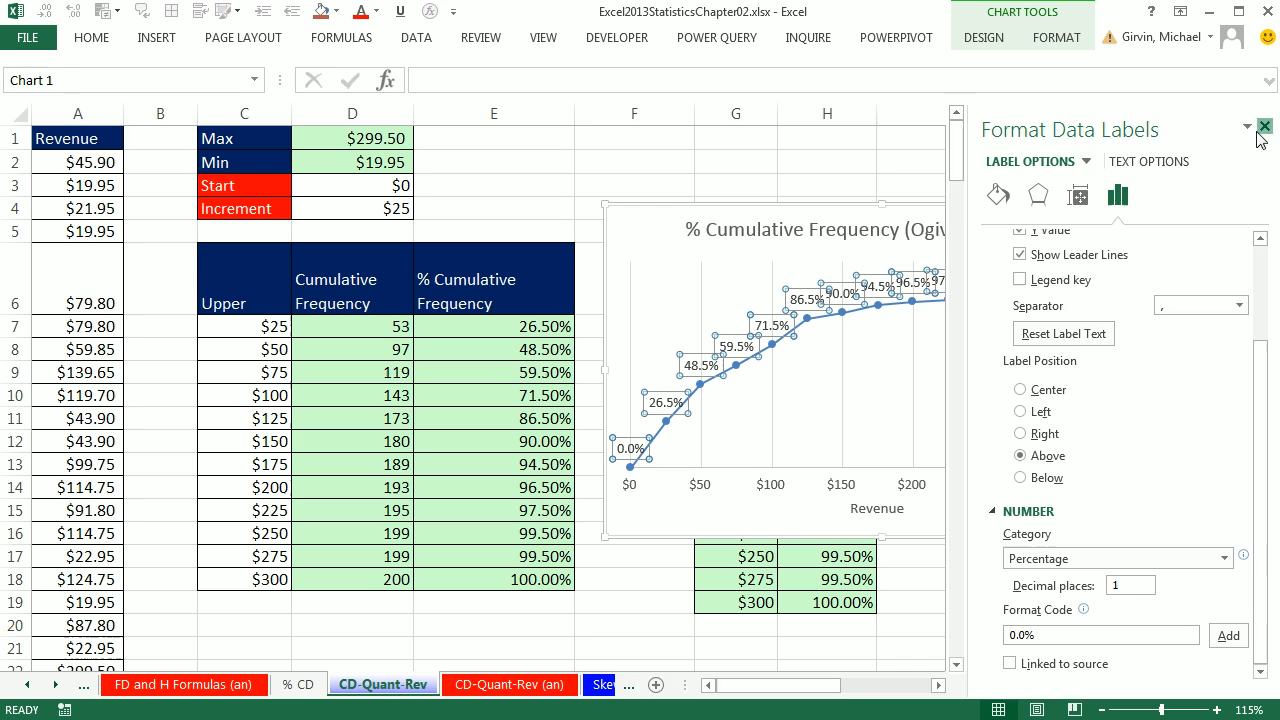 Excel2013StatisticsChapter02.xlsx - Excel
CHART TOOLS
FILE HOME INSERT PAGE LAYOUT FORMULAS DATA REVIEW VIEW DEVELOPER POWER QUERY INQUIRE POWERPIVOT DESIGN FORMAT Girvin, Michael
Chart 1
fx
A B C D E F G H
1 Revenue Max $299.50
2 $45.90 Min $19.95
3 $19.95 Start $0
4 $21.95 Increment $25
5 $19.95
6 $79.80 Upper Cumulative Frequency % Cumulative Frequency
7 $79.80 $25 53 26.50%
8 $59.85 $50 97 48.50%
9 $139.65 $75 119 59.50%
10 $119.70 $100 143 71.50%
11 $43.90 $125 173 86.50%
12 $43.90 $150 180 90.00%
13 $99.75 $175 189 94.50%
14 $114.75 $200 193 96.50%
15 $91.80 $225 195 97.50%
16 $114.75 $250 199 99.50%
17 $22.95 $275 199 99.50% $250 99.50%
18 $124.75 $300 200 100.00% $275 99.50%
19 $19.95 $300 100.00%
20 $87.80
21 $22.95
22 $299.50
% Cumulative Frequency (Ogiv
0.0% 26.5% 48.5% 59.5% 71.5% 86.5% 90.0% 94.5% 96.5% 97
$0 $50 $100 $150 $200
Revenue
Format Data Labels
LABEL OPTIONS TEXT OPTIONS
Y Value
Show Leader Lines
Legend key
Separator ,
Reset Label Text
Label Position
Center
Left
Right
Above
Below
NUMBER
Category
Percentage
Decimal places: 1
Format Code
0.0% Add
Linked to source
... FD and H Formulas (an) % CD CD-Quant-Rev CD-Quant-Rev (an) Ske ...
READY 115%